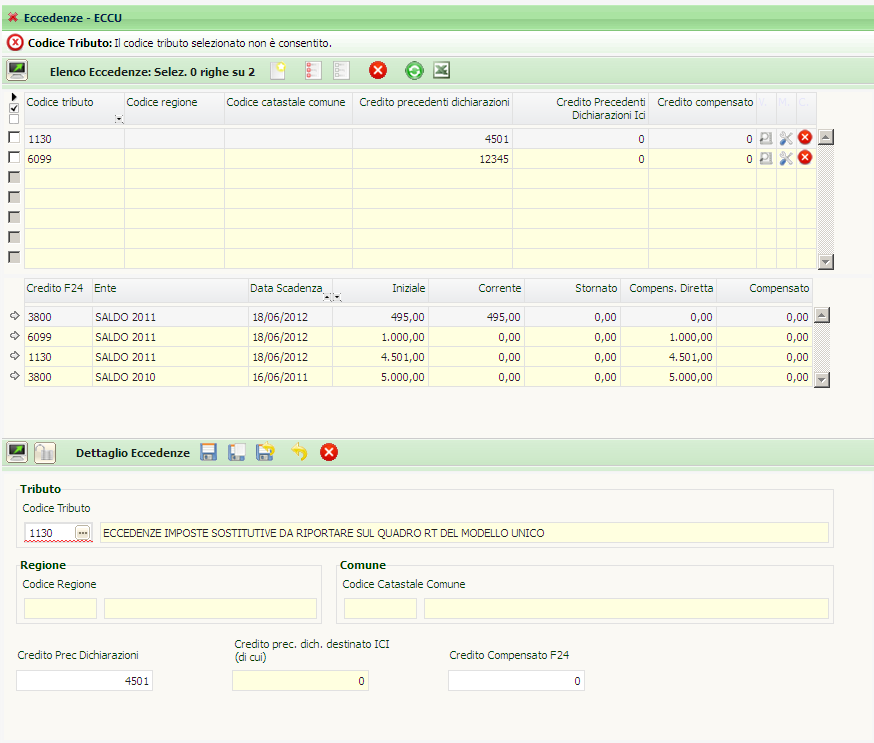 Eccedenze - ECCU
Codice Tributo: Il codice tributo selezionato non è consentito.
Elenco Eccedenze: Selez. 0 righe su 2
Codice tributo Codice regione Codice catastale comune Credito precedenti dichiarazioni Credito Precedenti Dichiarazioni Ici Credito compensato V. M. C.
1130 4501 0 0
6099 12345 0 0
Credito F24 Ente Data Scadenza Iniziale Corrente Stornato Compens. Diretta Compensato
3800 SALDO 2011 18/06/2012 495,00 495,00 0,00 0,00 0,00
6099 SALDO 2011 18/06/2012 1.000,00 0,00 0,00 1.000,00 0,00
1130 SALDO 2011 18/06/2012 4.501,00 0,00 0,00 4.501,00 0,00
3800 SALDO 2010 16/06/2011 5.000,00 0,00 0,00 5.000,00 0,00
Dettaglio Eccedenze
Tributo
Codice Tributo
1130 ... ECCEDENZE IMPOSTE SOSTITUTIVE DA RIPORTARE SUL QUADRO RT DEL MODELLO UNICO
Regione Comune
Codice Regione Codice Catastale Comune
Credito Prec Dichiarazioni Credito prec. dich. destinato ICI (di cui) Credito Compensato F24
4501 0 0